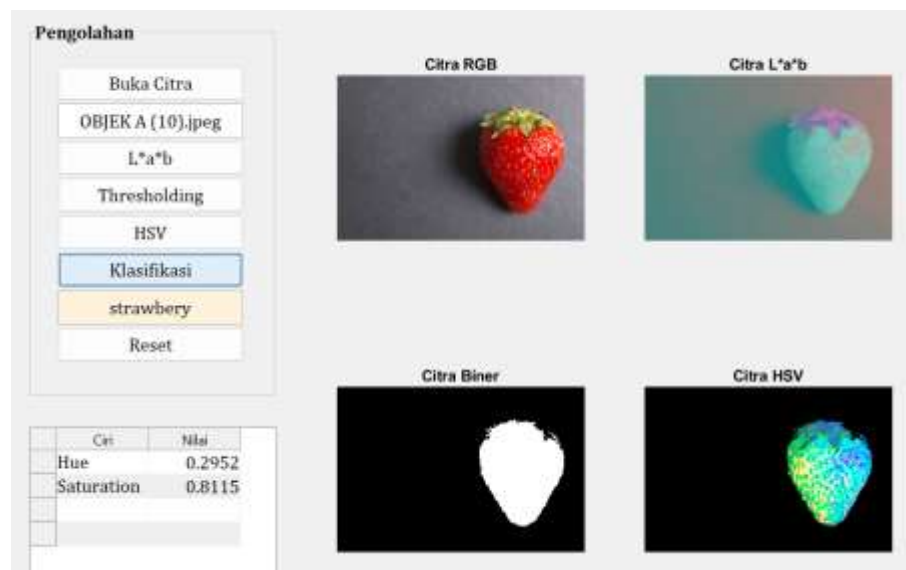 Pengolahan
Buka Citra
OBJEK A (10).jpeg
L*a*b
Thresholding
HSV
Klasifikasi
strawbery
Reset
Citra RGB
Citra L*a*b
Citra Biner
Citra HSV
Ciri Nilai
Hue 0.2952
Saturation 0.8115